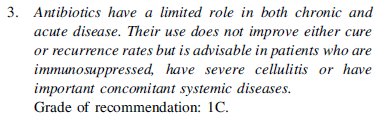 3. Antibiotics have a limited role in both chronic and
acute disease. Their use does not improve either cure
or recurrence rates but is advisable in patients who are
immunosuppressed, have severe cellulitis or have
important concomitant systemic diseases.
Grade of recommendation: 1C.